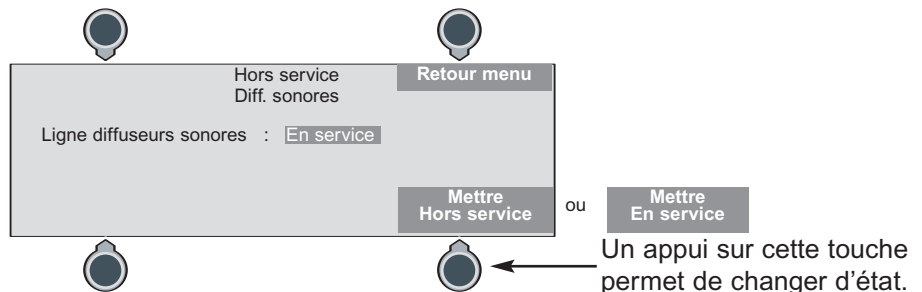 Hors service
Diff. sonores
Retour menu
Ligne diffuseurs sonores : En service
Mettre
Hors service
ou
Mettre
En service
Un appui sur cette touche
permet de changer d'état.